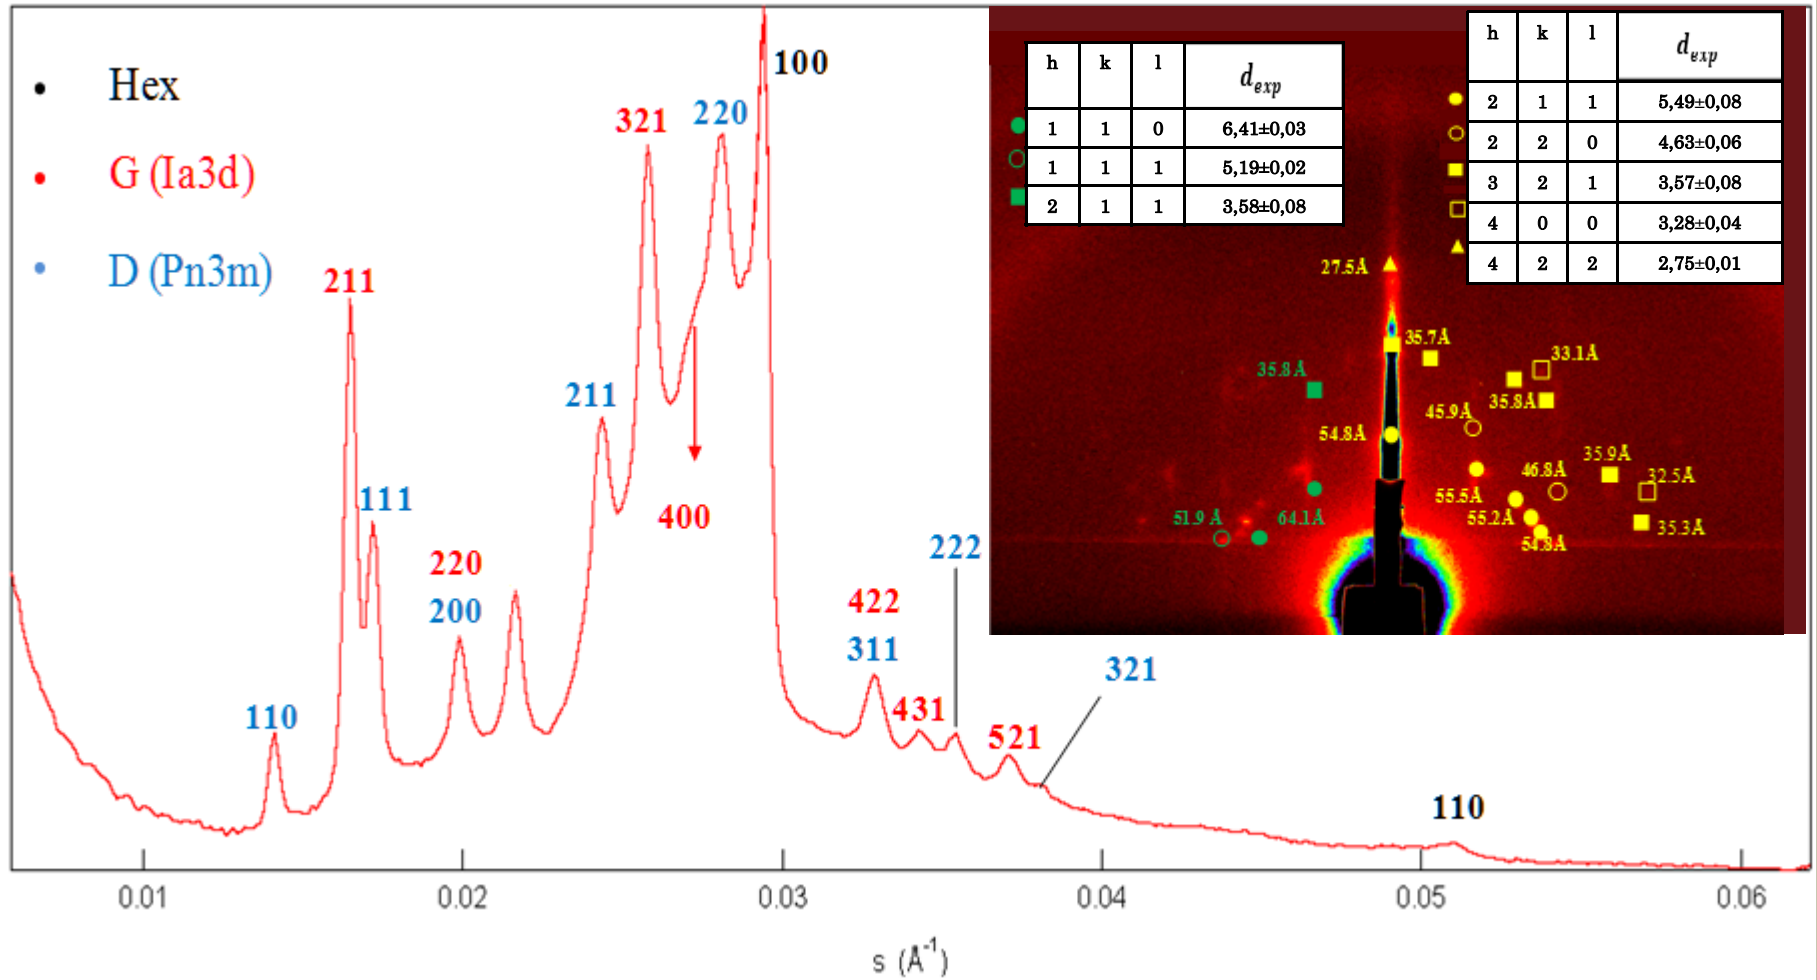 Hex
G (Ia3d)
D (Pn3m)
110
211
111
220
200
211
321
400
220
100
422
311
431
222
521
321
110
0.01 0.02 0.03 0.04 0.05 0.06
s (Å-1)
h k l dexp
1 1 0 6,41±0,03
1 1 1 5,19±0,02
2 1 1 3,58±0,08
h k l dexp
2 1 1 5,49±0,08
2 2 0 4,63±0,06
3 2 1 3,57±0,08
4 0 0 3,28±0,04
4 2 2 2,75±0,01
27.5Å
35.7Å
33.1Å
35.8Å
35.8Å
45.9Å
54.8Å
35.9Å
46.8Å
32.5Å
55.5Å
55.2Å
51.9 Å
64.1Å
54.8Å
35.3Å